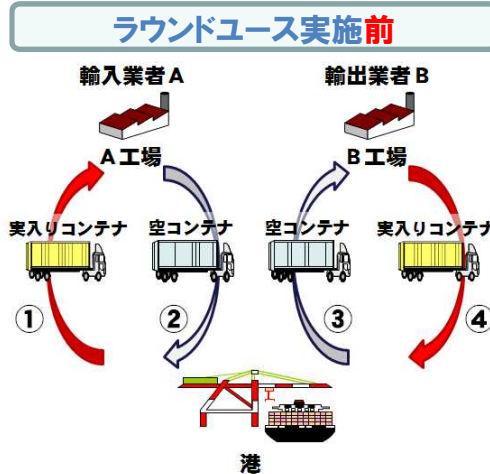 ラウンドユース実施前
輸入業者A
輸出業者B
A工場
B工場
実入りコンテナ
空コンテナ
空コンテナ
実入りコンテナ
①
②
③
④
港